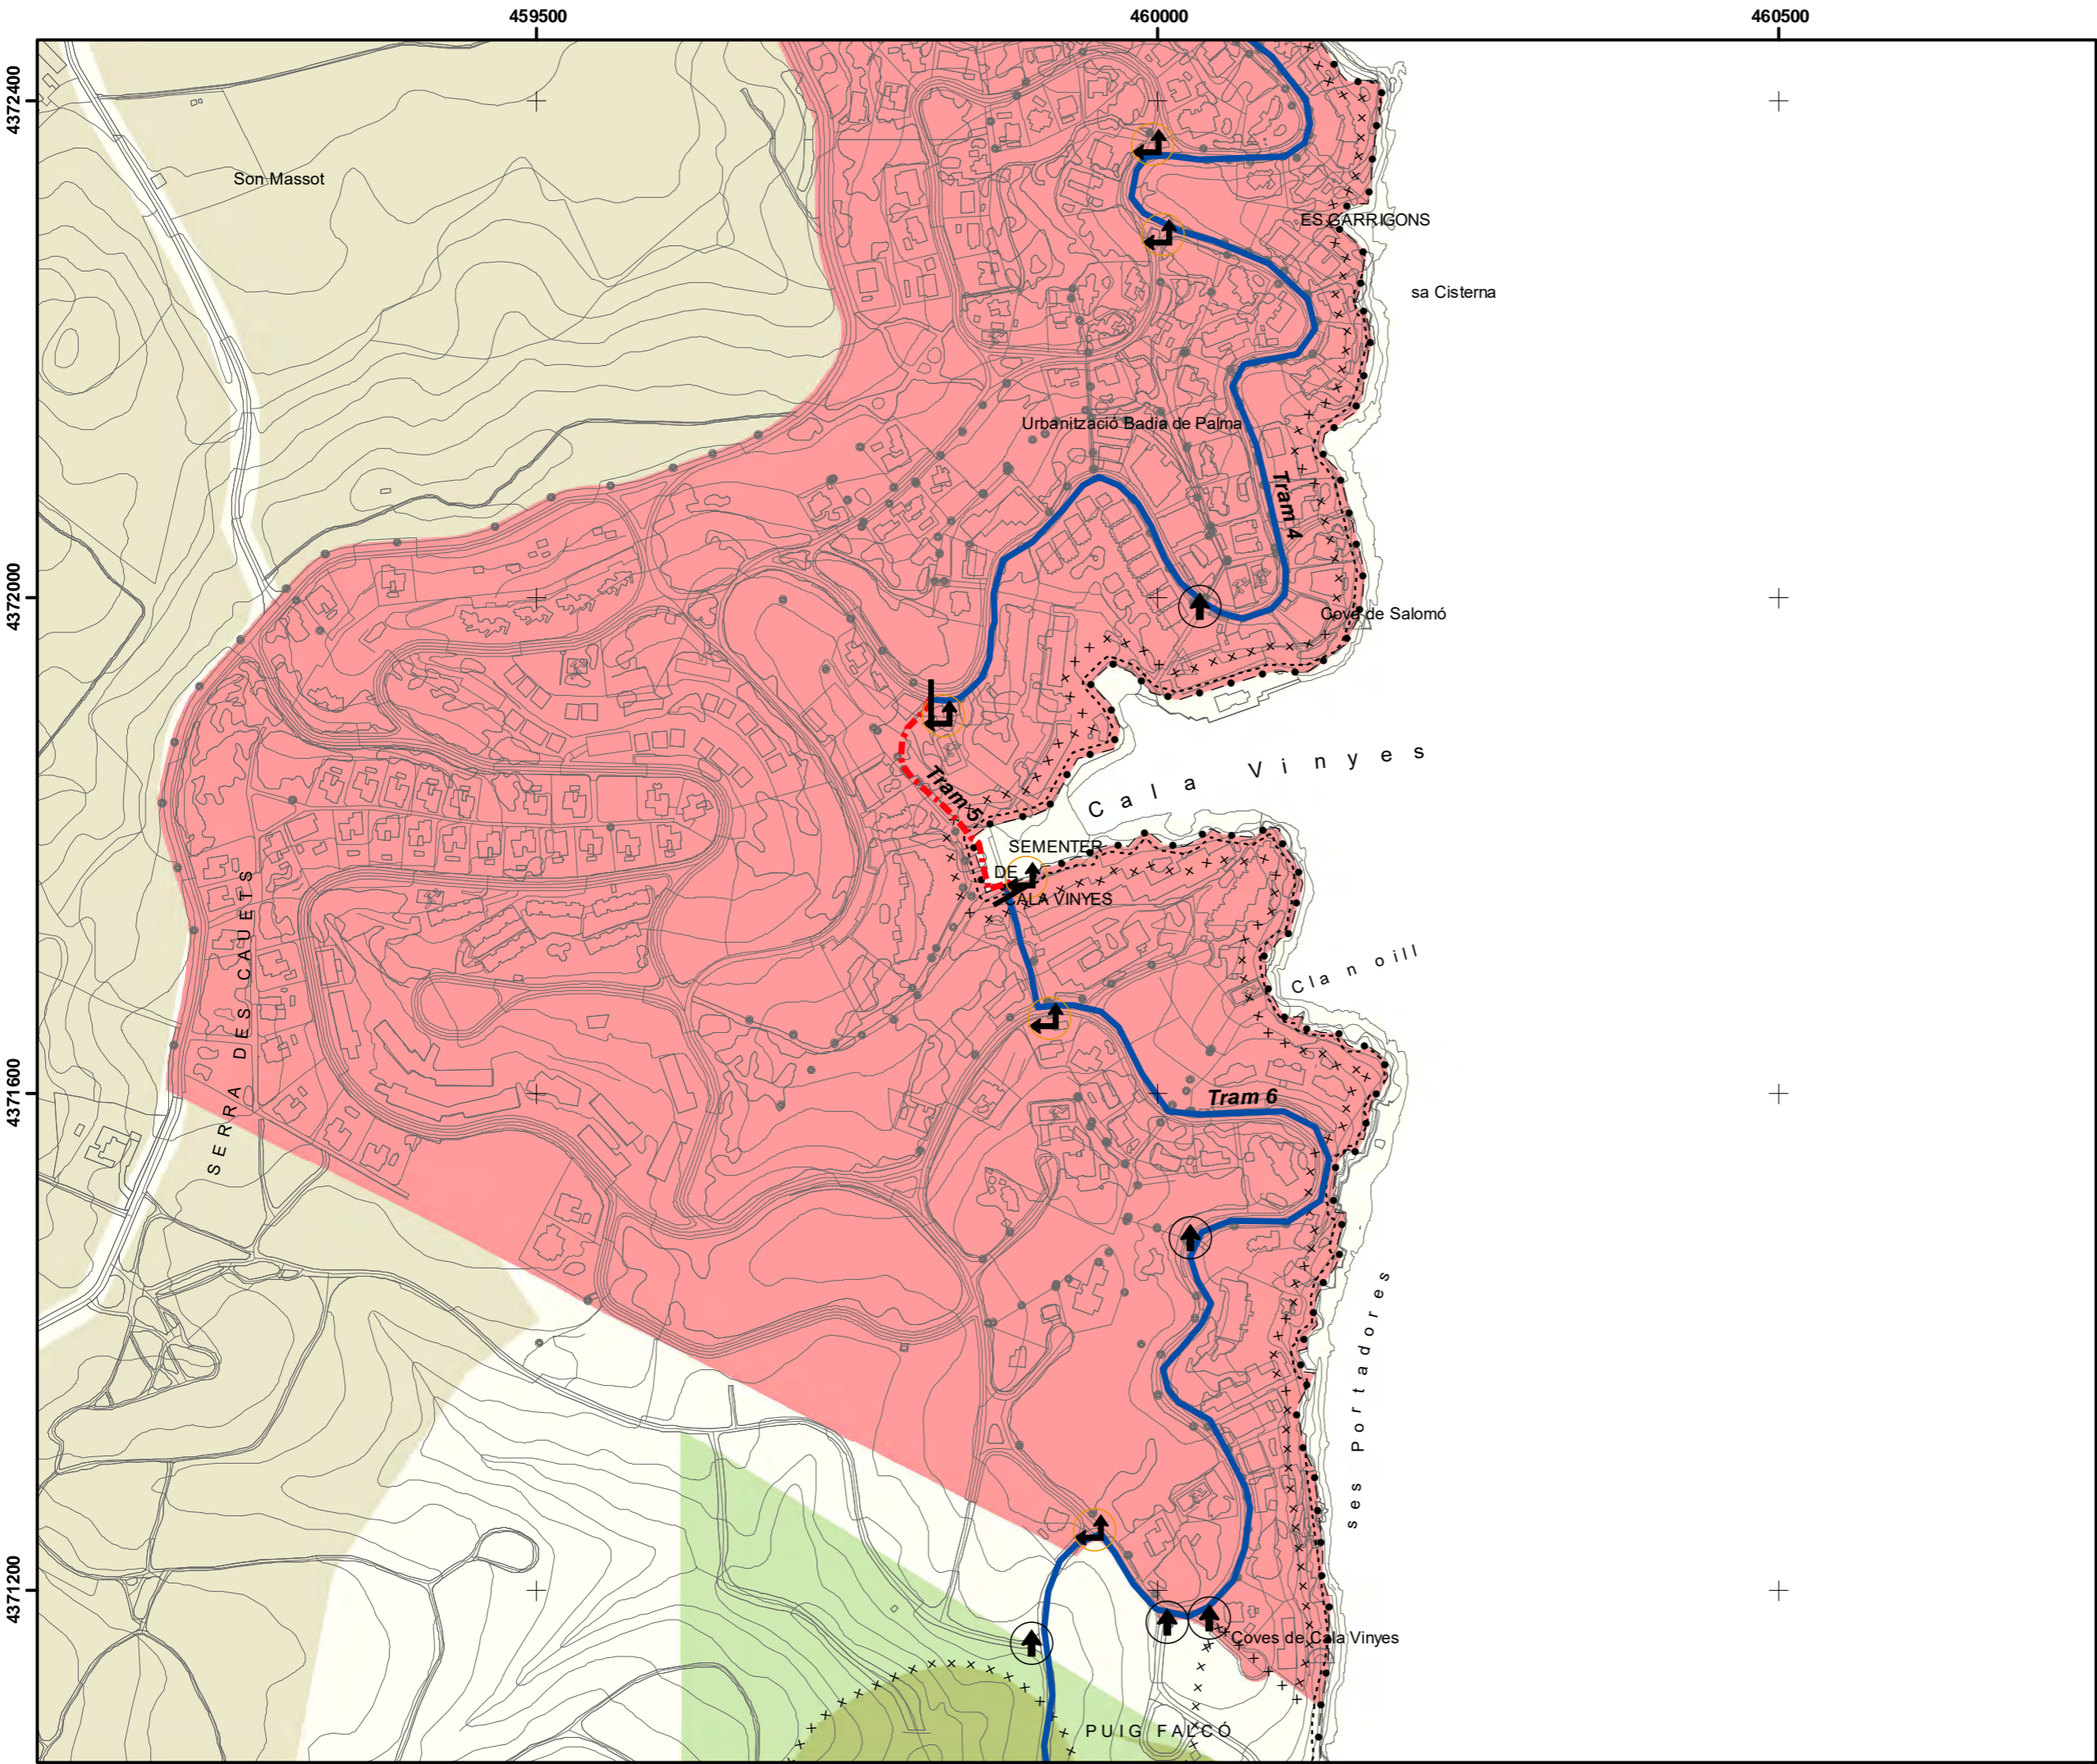 459500
460000
460500
4372400
Son Massot
ES GARRIGONS
sa Cisterna
Urbanització Badia de Palma
Tram 4
4372000
Cova de Salomó
Cala Vinyes
Tram 5
SEMENTER
DE
CALA VINYES
SERRA DES CAUETS
Clanoill
4371600
Tram 6
ses Portadores
4371200
Coves de Cala Vinyes
PUIG FALCÓ